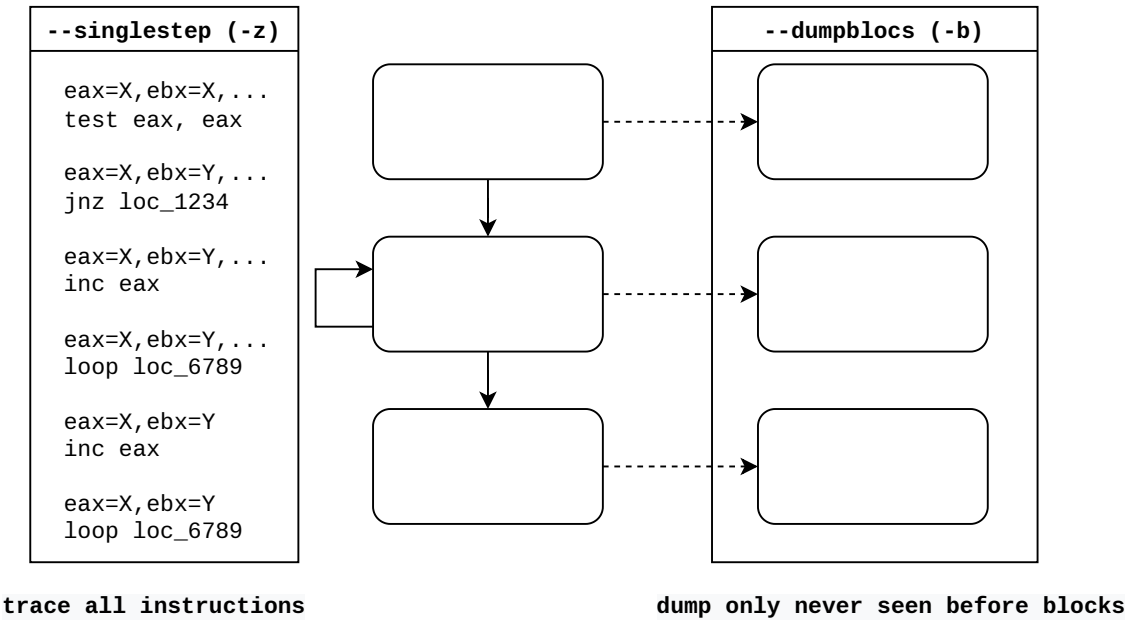 --singlestep (-z)
eax=X,ebx=X,...
test eax, eax
eax=X,ebx=Y,...
jnz loc_1234
eax=X,ebx=Y,...
inc eax
eax=X,ebx=Y,...
loop loc_6789
eax=X,ebx=Y
inc eax
eax=X,ebx=Y
loop loc_6789
trace all instructions
--dumpblocs (-b)
dump only never seen before blocks